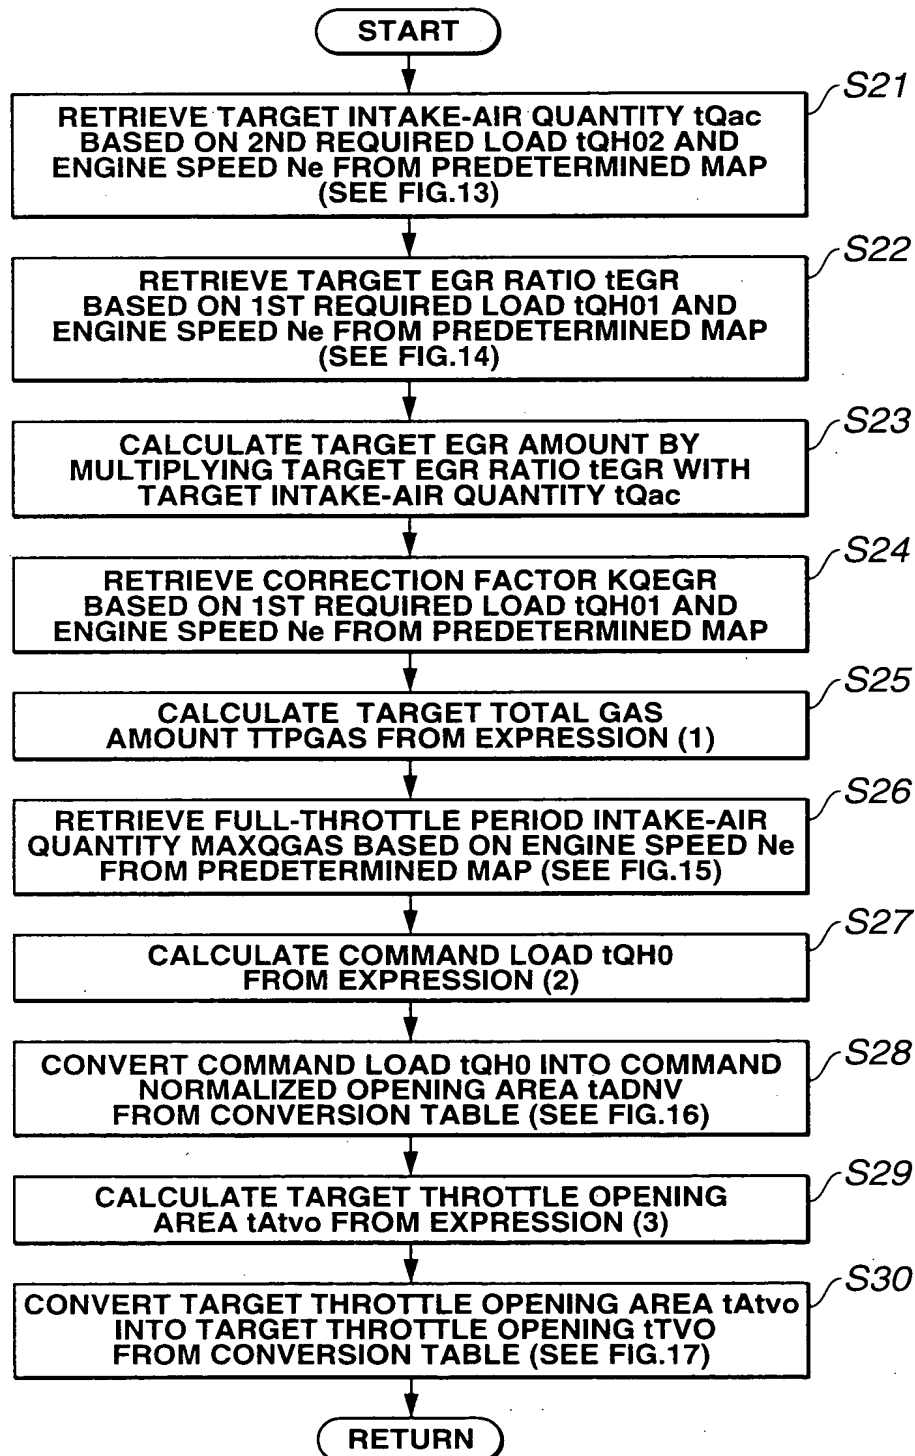 START
S21
RETRIEVE TARGET INTAKE-AIR QUANTITY tQac
BASED ON 2ND REQUIRED LOAD tQH02 AND
ENGINE SPEED Ne FROM PREDETERMINED MAP
(SEE FIG.13)
S22
RETRIEVE TARGET EGR RATIO tEGR
BASED ON 1ST REQUIRED LOAD tQH01 AND
ENGINE SPEED Ne FROM PREDETERMINED MAP
(SEE FIG.14)
S23
CALCULATE TARGET EGR AMOUNT BY
MULTIPLYING TARGET EGR RATIO tEGR WITH
TARGET INTAKE-AIR QUANTITY tQac
S24
RETRIEVE CORRECTION FACTOR KQEGR
BASED ON 1ST REQUIRED LOAD tQH01 AND
ENGINE SPEED Ne FROM PREDETERMINED MAP
S25
CALCULATE TARGET TOTAL GAS
AMOUNT TTPGAS FROM EXPRESSION (1)
S26
RETRIEVE FULL-THROTTLE PERIOD INTAKE-AIR
QUANTITY MAXQGAS BASED ON ENGINE SPEED Ne
FROM PREDETERMINED MAP (SEE FIG.15)
S27
CALCULATE COMMAND LOAD tQH0
FROM EXPRESSION (2)
S28
CONVERT COMMAND LOAD tQH0 INTO COMMAND
NORMALIZED OPENING AREA tADNV
FROM CONVERSION TABLE (SEE FIG.16)
S29
CALCULATE TARGET THROTTLE OPENING
AREA tAtvo FROM EXPRESSION (3)
S30
CONVERT TARGET THROTTLE OPENING AREA tAtvo
INTO TARGET THROTTLE OPENING tTVO
FROM CONVERSION TABLE (SEE FIG.17)
RETURN